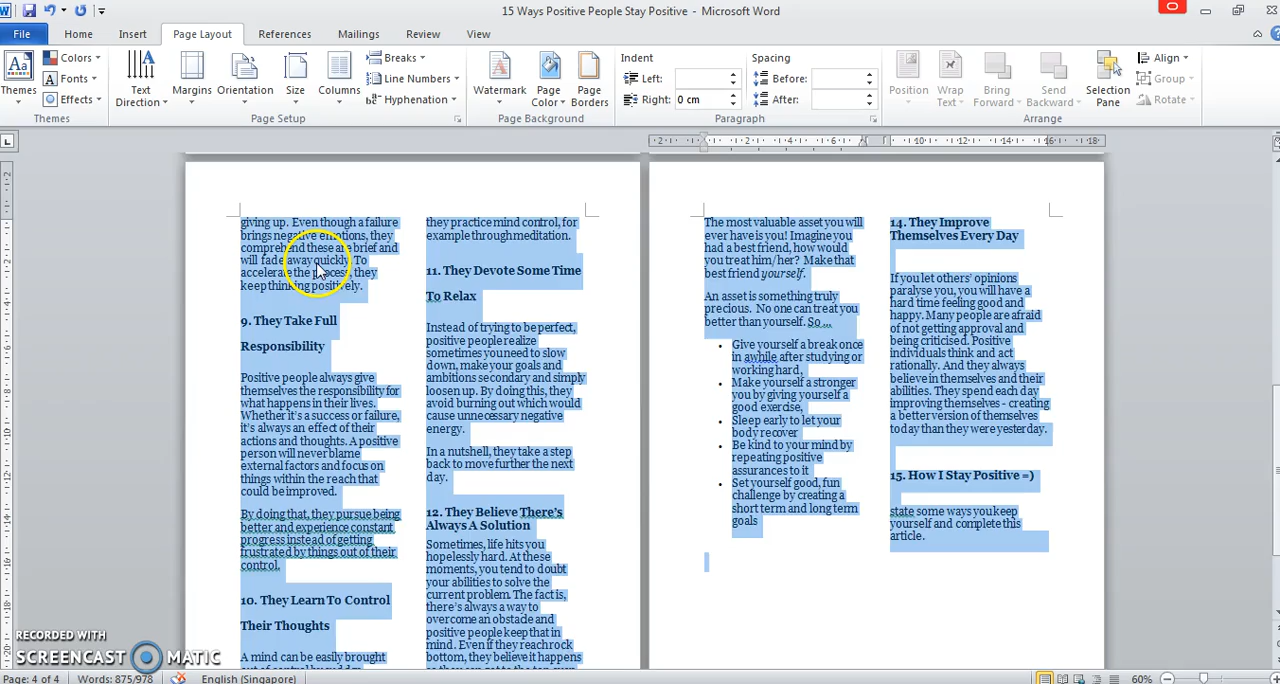 15 Ways Positive People Stay Positive - Microsoft Word
File Home Insert Page Layout References Mailings Review View
Themes
Colors
Fonts
Effects
Themes
Text Direction
Margins
Orientation
Size
Columns
Breaks
Line Numbers
Hyphenation
Page Setup
Watermark
Page Color
Page Borders
Page Background
Indent
Left:
Right: 0 cm
Spacing
Before:
After:
Paragraph
Position
Wrap Text
Bring Forward
Send Backward
Selection Pane
Align
Group
Rotate
Arrange
giving up. Even though a failure
brings negative emotions, they
comprehend these are brief and
will fade away quickly. To
accelerate the process, they
keep thinking positively.
9. They Take Full
Responsibility
Positive people always give
themselves the responsibility for
what happens in their lives.
Whether it's a success or failure,
it's always an effect of their
actions and thoughts. A positive
person will never blame
external factors and focus on
things within the reach that
could be improved.
By doing that, they pursue being
better and experience constant
progress instead of getting
frustrated by things out of their
control.
10. They Learn To Control
Their Thoughts
A mind can be easily brought
they practice mind control, for
example through meditation.
11. They Devote Some Time
To Relax
Instead of trying to be perfect,
positive people realize
sometimes you need to slow
down, make your goals and
ambitions secondary and simply
loosen up. By doing this, they
avoid burning out which would
cause unnecessary negative
energy.
In a nutshell, they take a step
back to move further the next
day.
12. They Believe There's
Always A Solution
Sometimes, life hits you
hopelessly hard. At these
moments, you tend to doubt
your abilities to solve the
current problem. The fact is,
there's always a way to
overcome an obstacle and
positive people keep that in
mind. Even if they reach rock
bottom, they believe it happens
The most valuable asset you will
ever have is you! Imagine you
had a best friend, how would
you treat him/her? Make that
best friend yourself.
An asset is something truly
precious. No one can treat you
better than yourself. So ...
• Give yourself a break once
in awhile after studying or
working hard,
• Make yourself a stronger
you by giving yourself a
good exercise,
• Sleep early to let your
body recover
• Be kind to your mind by
repeating positive
assurances to it
• Set yourself good, fun
challenge by creating a
short term and long term
goals
14. They Improve
Themselves Every Day
If you let others' opinions
paralyse you, you will have a
hard time feeling good and
happy. Many people are afraid
of not getting approval and
being criticised. Positive
individuals think and act
rationally. And they always
believe in themselves and their
abilities. They spend each day
improving themselves - creating
a better version of themselves
today than they were yesterday.
15. How I Stay Positive =)
state some ways you keep
yourself and complete this
article.
RECORDED WITH
SCREENCAST MATIC
Page: 4 of 4 Words: 875/978 English (Singapore) 60%